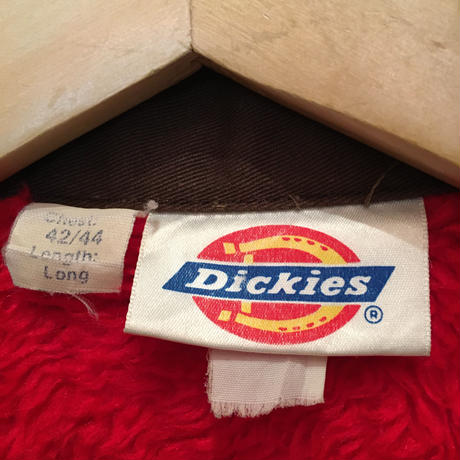 Chest:
42/44
Length:
Long
Dickies
®